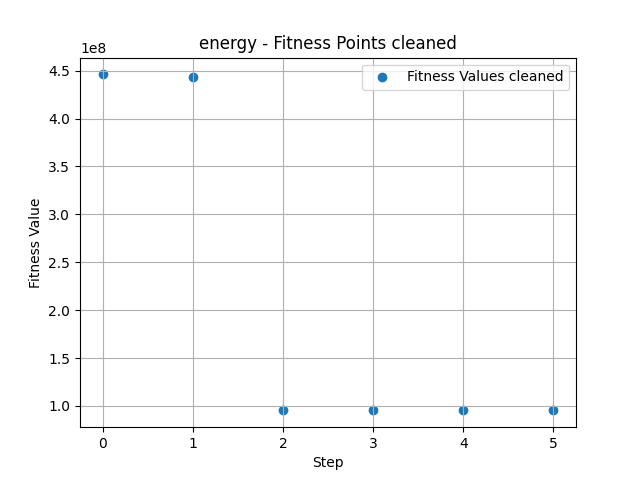 energy - Fitness Points cleaned
1e8
Fitness Values cleaned
4.5
4.0
3.5
3.0
2.5
2.0
1.5
1.0
Fitness Value
0 1 2 3 4 5
Step